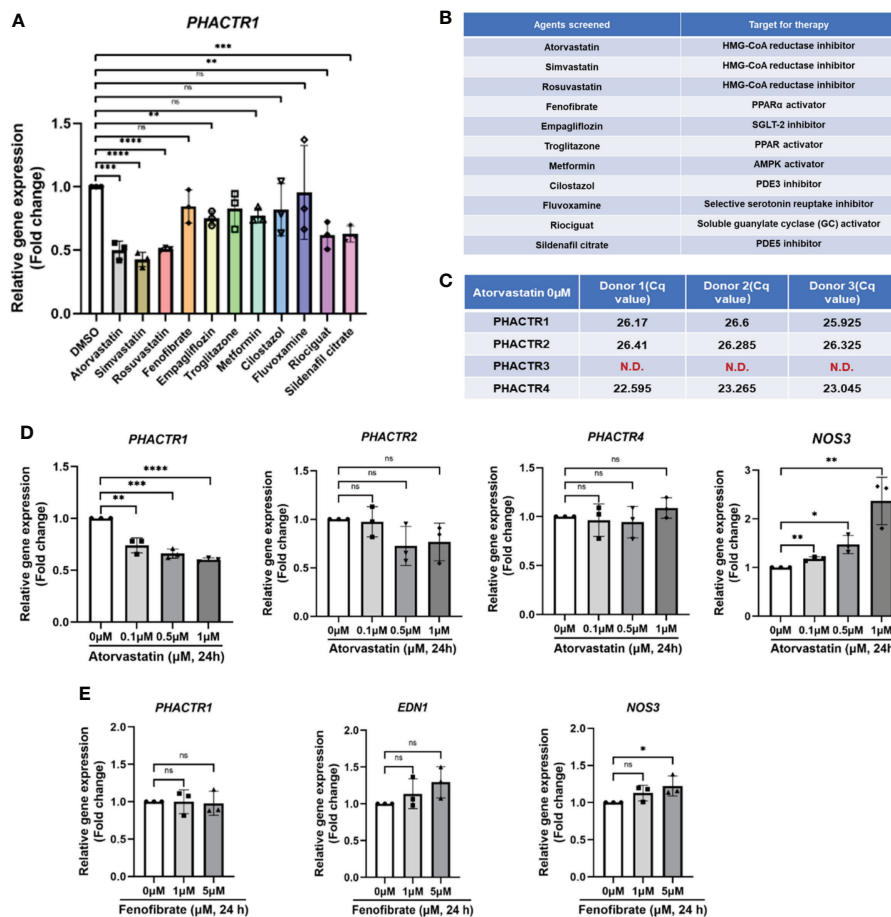 A
PHACTR1
Relative gene expression
(Fold change)
1.5
1.0
0.5
0.0
***
**
ns
ns
ns
**
ns
****
****
***
DMSO
Atorvastatin
Simvastatin
Rosuvastatin
Fenofibrate
Empagliflozin
Troglitazone
Metformin
Cilostazol
Fluvoxamine
Riociguat
Sildenafil citrate
B
Agents screened Target for therapy
Atorvastatin HMG-CoA reductase inhibitor
Simvastatin HMG-CoA reductase inhibitor
Rosuvastatin HMG-CoA reductase inhibitor
Fenofibrate PPARα activator
Empagliflozin SGLT-2 inhibitor
Troglitazone PPAR activator
Metformin AMPK activator
Cilostazol PDE3 inhibitor
Fluvoxamine Selective serotonin reuptake inhibitor
Riociguat Soluble guanylate cyclase (GC) activator
Sildenafil citrate PDE5 inhibitor
C
Atorvastatin 0μM Donor 1(Cq value) Donor 2(Cq value) Donor 3(Cq value)
PHACTR1 26.17 26.6 25.925
PHACTR2 26.41 26.285 26.325
PHACTR3 N.D. N.D. N.D.
PHACTR4 22.595 23.265 23.045
D
PHACTR1
Relative gene expression
(Fold change)
1.5
1.0
0.5
0.0
****
***
**
0μM 0.1μM 0.5μM 1μM
Atorvastatin (μM, 24h)
PHACTR2
Relative gene expression
(Fold change)
1.5
1.0
0.5
0.0
ns
ns
ns
0μM 0.1μM 0.5μM 1μM
Atorvastatin (μM, 24h)
PHACTR4
Relative gene expression
(Fold change)
1.5
1.0
0.5
0.0
ns
ns
ns
0μM 0.1μM 0.5μM 1μM
Atorvastatin (μM, 24h)
NOS3
Relative gene expression
(Fold change)
3
2
1
0
**
*
**
0μM 0.1μM 0.5μM 1μM
Atorvastatin (μM, 24h)
E
PHACTR1
Relative gene expression
(Fold change)
2.0
1.5
1.0
0.5
0.0
ns
ns
0μM 1μM 5μM
Fenofibrate (μM, 24 h)
EDN1
Relative gene expression
(Fold change)
2.0
1.5
1.0
0.5
0.0
ns
ns
0μM 1μM 5μM
Fenofibrate (μM, 24 h)
NOS3
Relative gene expression
(Fold change)
2.0
1.5
1.0
0.5
0.0
*
ns
0μM 1μM 5μM
Fenofibrate (μM, 24 h)